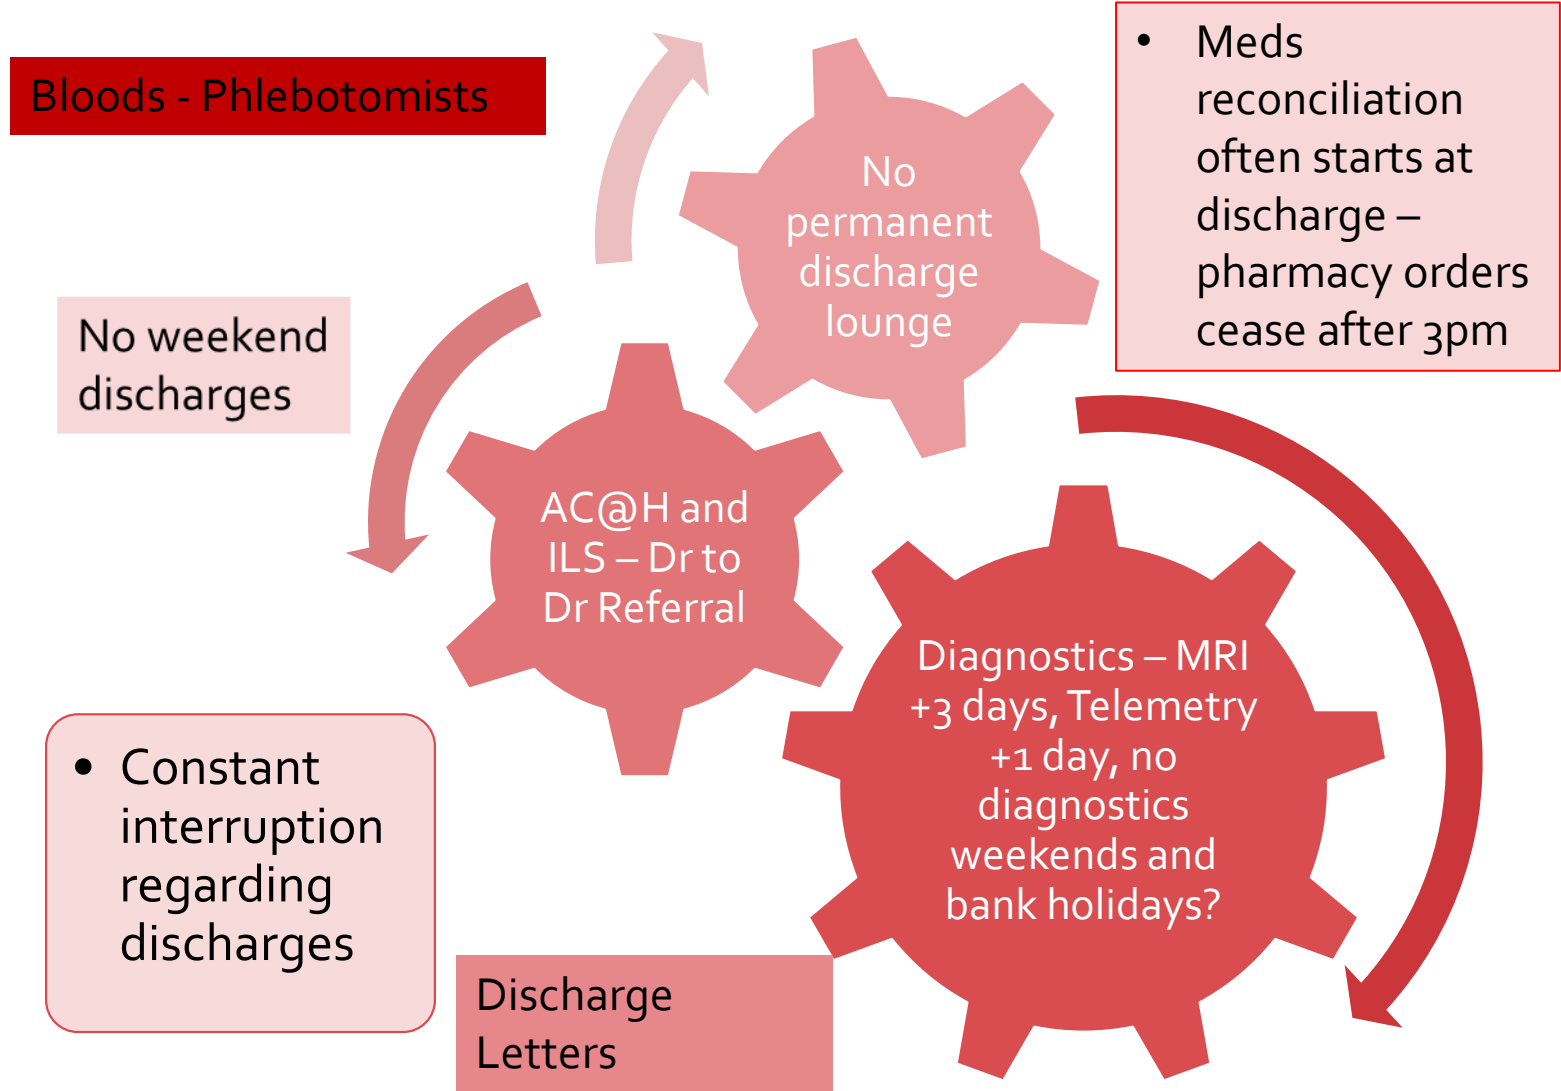 Bloods - Phlebotomists
• Meds
reconciliation
often starts at
discharge –
pharmacy orders
cease after 3pm
No
permanent
discharge
lounge
No weekend
discharges
AC@H and
ILS – Dr to
Dr Referral
Diagnostics – MRI
+3 days, Telemetry
+1 day, no
diagnostics
weekends and
bank holidays?
• Constant
interruption
regarding
discharges
Discharge
Letters